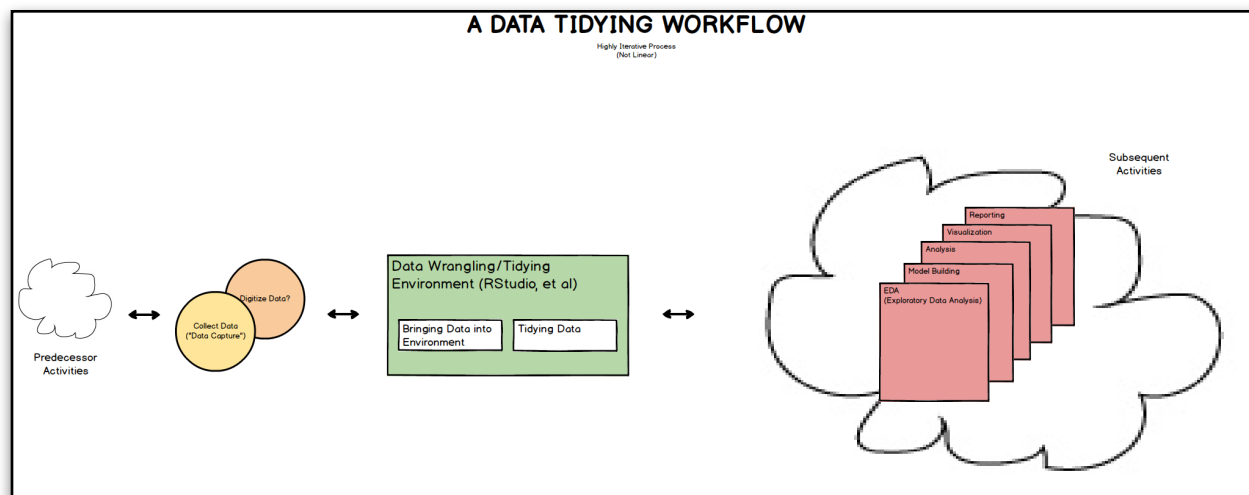 A DATA TIDYING WORKFLOW
Highly Iterative Process
(Not Linear)
Predecessor
Activities
Digitize Data?
Collect Data
("Data Capture")
Data Wrangling/Tidying
Environment (RStudio, et al)
Bringing Data into
Environment
Tidying Data
Subsequent
Activities
Reporting
Visualization
Analysis
Model Building
EDA
(Exploratory Data Analysis)